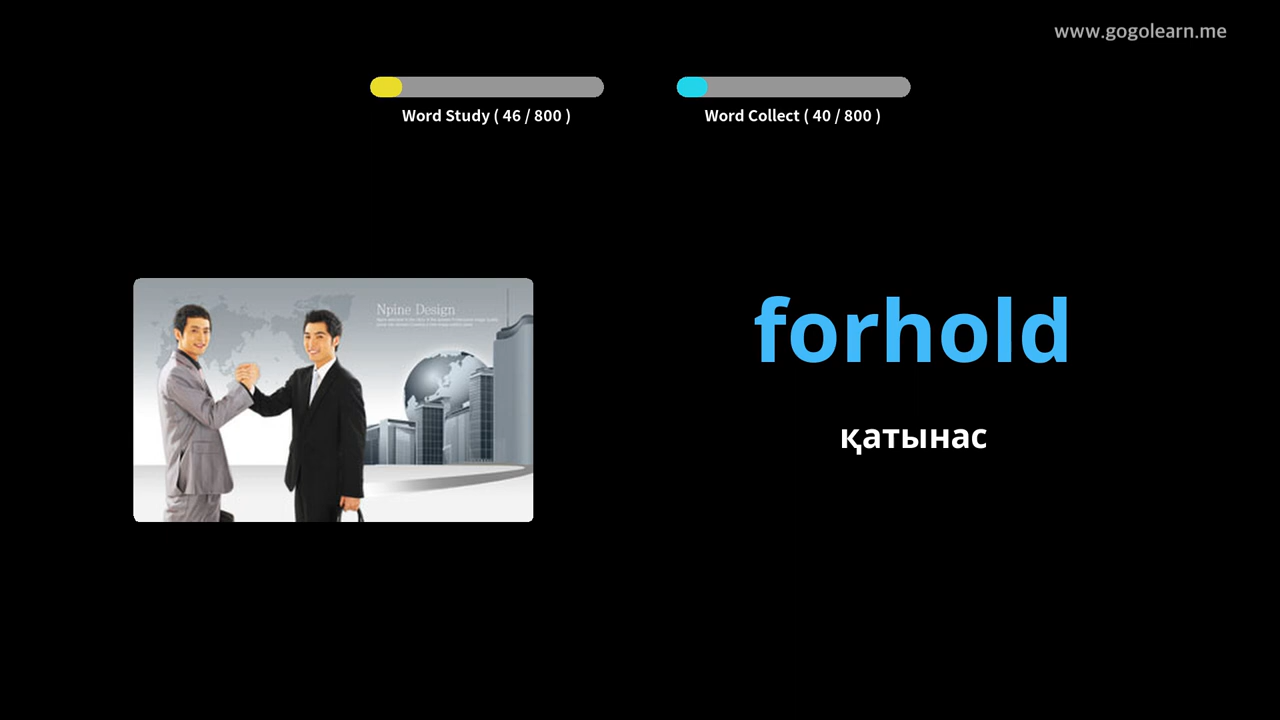 www.gogolearn.me
Word Study ( 46 / 800 )
Word Collect ( 40 / 800 )
Npine Design
forhold
қатынас